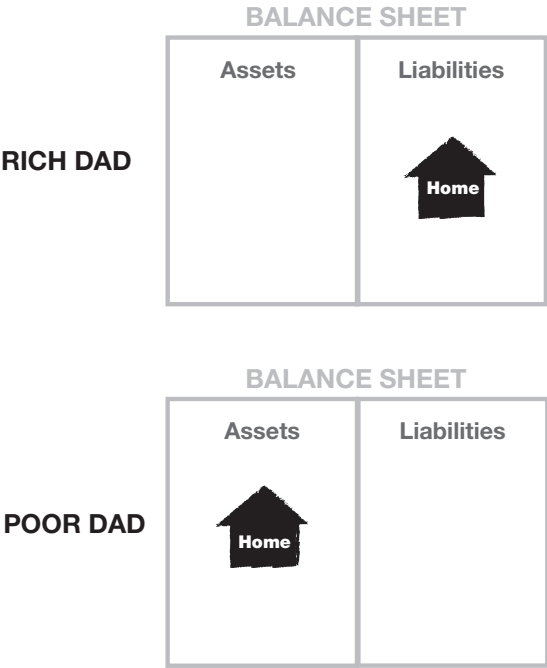 BALANCE SHEET
Assets Liabilities
RICH DAD
Home
BALANCE SHEET
Assets Liabilities
POOR DAD
Home